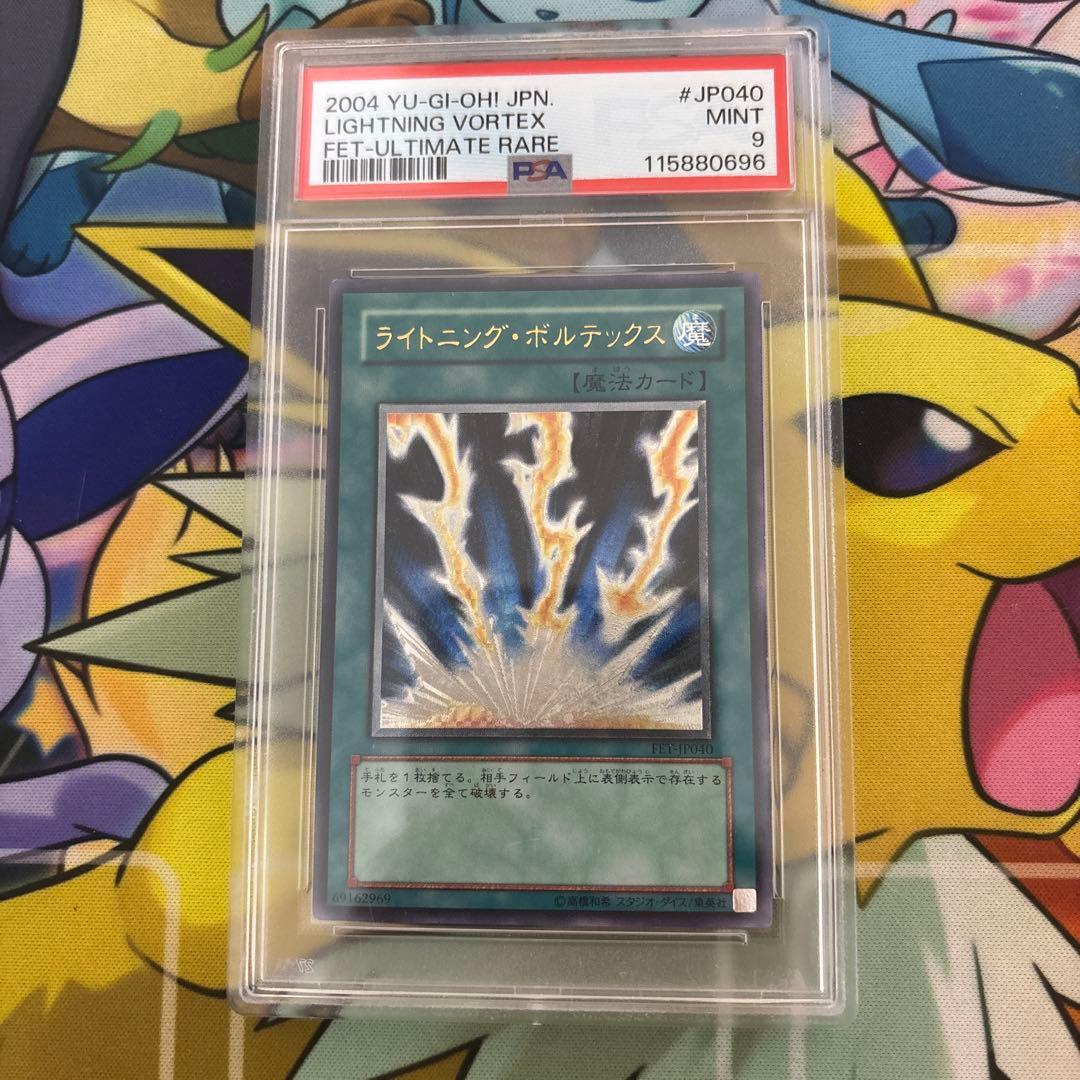 2004 YU-GI-OH! JPN. #JP040
LIGHTNING VORTEX MINT
FET-ULTIMATE RARE 9
PSA 115880696
ライトニング・ボルテックス 魔
【魔法カード】
FET-JP040
手札を1枚捨てる。相手フィールド上に表側表示で存在する
モンスターを全て破壊する。
69162969 ©高橋和希 スタジオ・ダイス/集英社